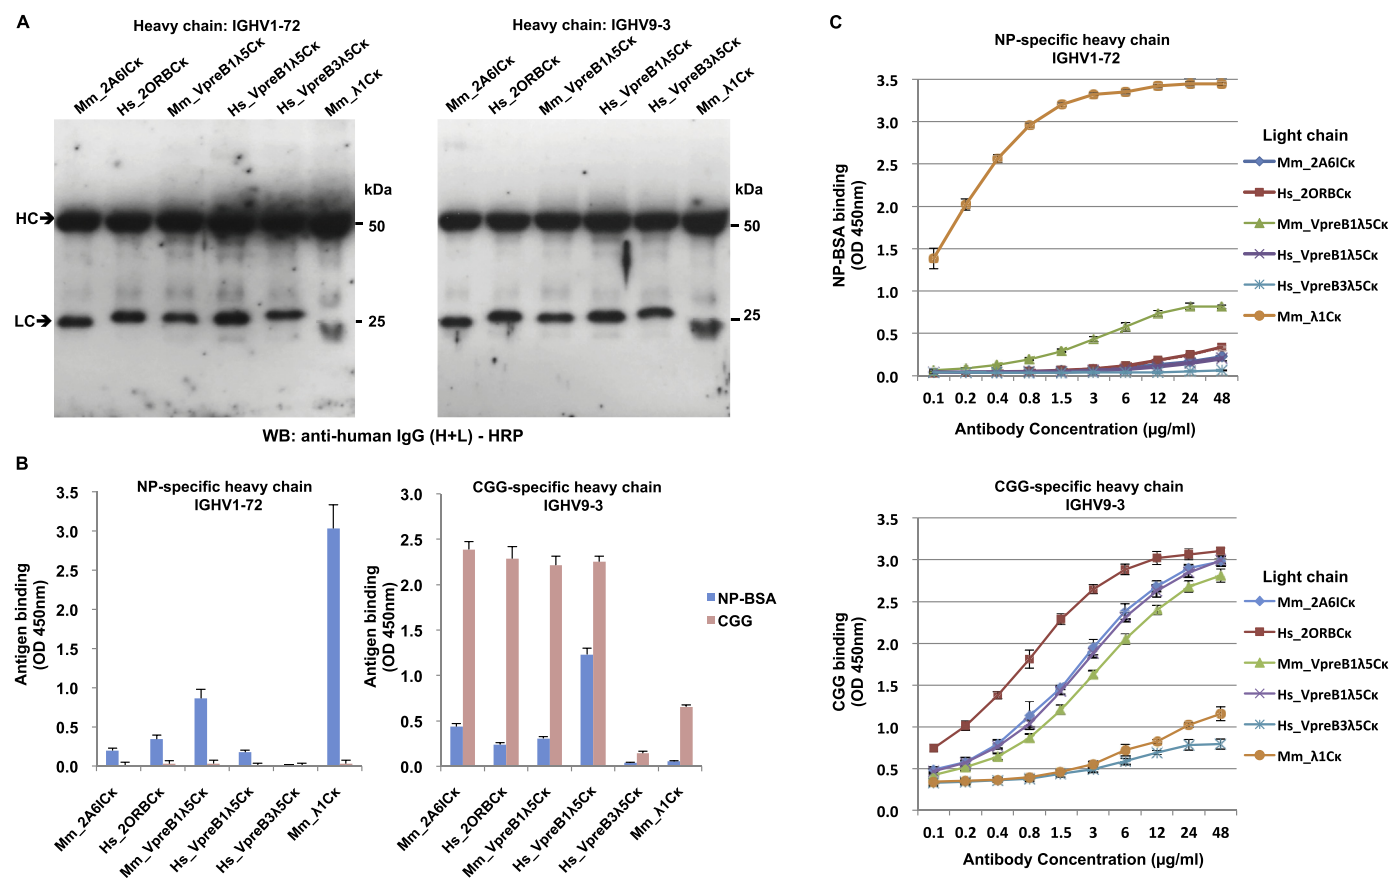 A
Heavy chain: IGHV1-72
Mm_2A6ICκ
Hs_2ORBCκ
Mm_VpreB1λ5Cκ
Hs_VpreB1λ5Cκ
Hs_VpreB3λ5Cκ
Mm_λ1Cκ
HC
LC
kDa
50
25
Heavy chain: IGHV9-3
Mm_2A6ICκ
Hs_2ORBCκ
Mm_VpreB1λ5Cκ
Hs_VpreB1λ5Cκ
Hs_VpreB3λ5Cκ
Mm_λ1Cκ
kDa
50
25
WB: anti-human IgG (H+L) - HRP
B
NP-specific heavy chain
IGHV1-72
Antigen binding
(OD 450nm)
3.5
3.0
2.5
2.0
1.5
1.0
0.5
0.0
Mm_2A6ICκ
Hs_2ORBCκ
Mm_VpreB1λ5Cκ
Hs_VpreB1λ5Cκ
Hs_VpreB3λ5Cκ
Mm_λ1Cκ
CGG-specific heavy chain
IGHV9-3
Antigen binding
(OD 450nm)
3.0
2.5
2.0
1.5
1.0
0.5
0.0
Mm_2A6ICκ
Hs_2ORBCκ
Mm_VpreB1λ5Cκ
Hs_VpreB1λ5Cκ
Hs_VpreB3λ5Cκ
Mm_λ1Cκ
NP-BSA
CGG
C
NP-specific heavy chain
IGHV1-72
NP-BSA binding
(OD 450nm)
3.5
3.0
2.5
2.0
1.5
1.0
0.5
0.0
0.1 0.2 0.4 0.8 1.5 3 6 12 24 48
Antibody Concentration (µg/ml)
Light chain
Mm_2A6ICκ
Hs_2ORBCκ
Mm_VpreB1λ5Cκ
Hs_VpreB1λ5Cκ
Hs_VpreB3λ5Cκ
Mm_λ1Cκ
CGG-specific heavy chain
IGHV9-3
CGG binding
(OD 450nm)
3.5
3.0
2.5
2.0
1.5
1.0
0.5
0.0
0.1 0.2 0.4 0.8 1.5 3 6 12 24 48
Antibody Concentration (µg/ml)
Light chain
Mm_2A6ICκ
Hs_2ORBCκ
Mm_VpreB1λ5Cκ
Hs_VpreB1λ5Cκ
Hs_VpreB3λ5Cκ
Mm_λ1Cκ